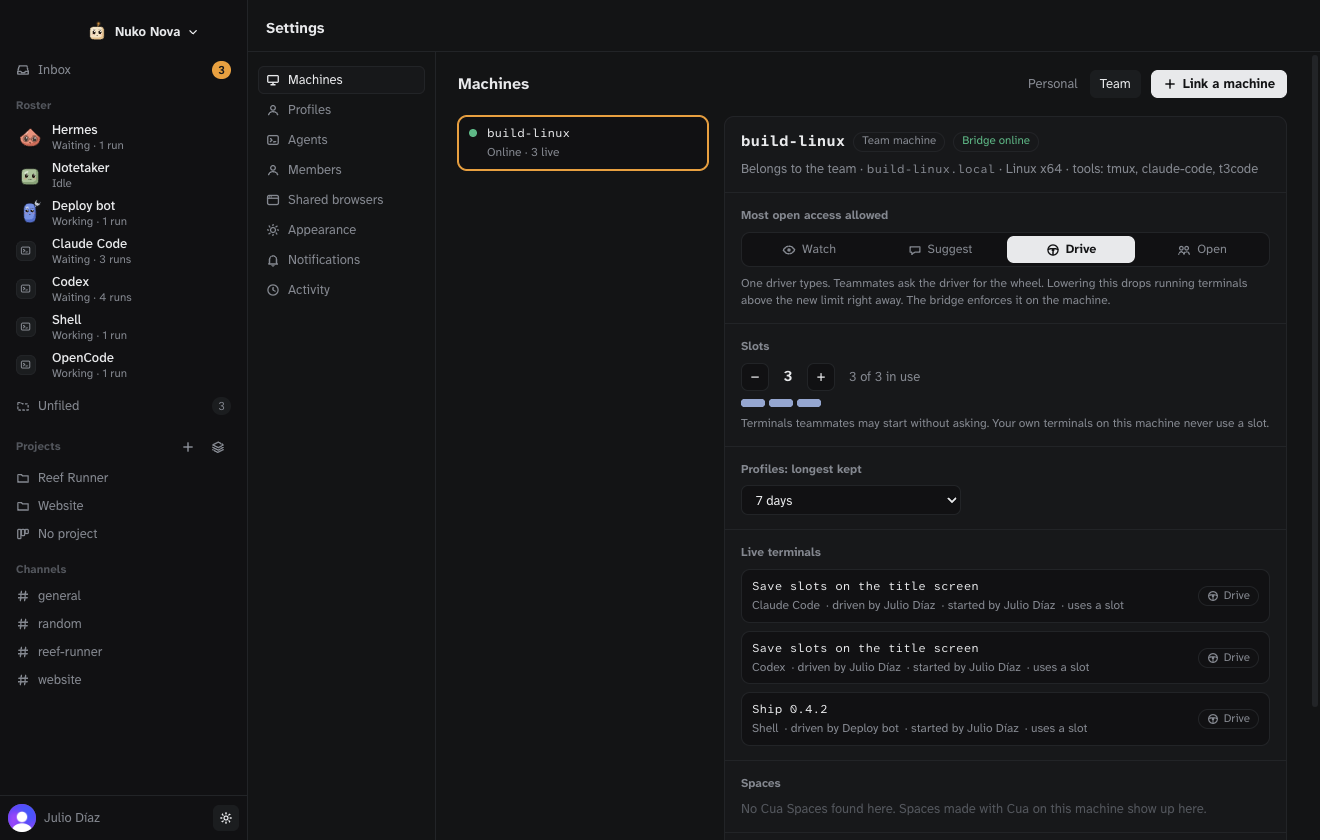 Nuko Nova
Inbox
3
Roster
Hermes
Waiting · 1 run
Notetaker
Idle
Deploy bot
Working · 1 run
Claude Code
Waiting · 3 runs
Codex
Waiting · 4 runs
Shell
Working · 1 run
OpenCode
Working · 1 run
Unfiled
3
Projects
Reef Runner
Website
No project
Channels
# general
# random
# reef-runner
# website
Julio Díaz
Settings
Machines
Profiles
Agents
Members
Shared browsers
Appearance
Notifications
Activity
Machines
Personal
Team
+ Link a machine
build-linux
Online · 3 live
build-linux
Team machine
Bridge online
Belongs to the team · build-linux.local · Linux x64 · tools: tmux, claude-code, t3code
Most open access allowed
Watch
Suggest
Drive
Open
One driver types. Teammates ask the driver for the wheel. Lowering this drops running terminals
above the new limit right away. The bridge enforces it on the machine.
Slots
− 3 + 3 of 3 in use
Terminals teammates may start without asking. Your own terminals on this machine never use a slot.
Profiles: longest kept
7 days
Live terminals
Save slots on the title screen
Claude Code · driven by Julio Díaz · started by Julio Díaz · uses a slot
Drive
Save slots on the title screen
Codex · driven by Julio Díaz · started by Julio Díaz · uses a slot
Drive
Ship 0.4.2
Shell · driven by Deploy bot · started by Julio Díaz · uses a slot
Drive
Spaces
No Cua Spaces found here. Spaces made with Cua on this machine show up here.